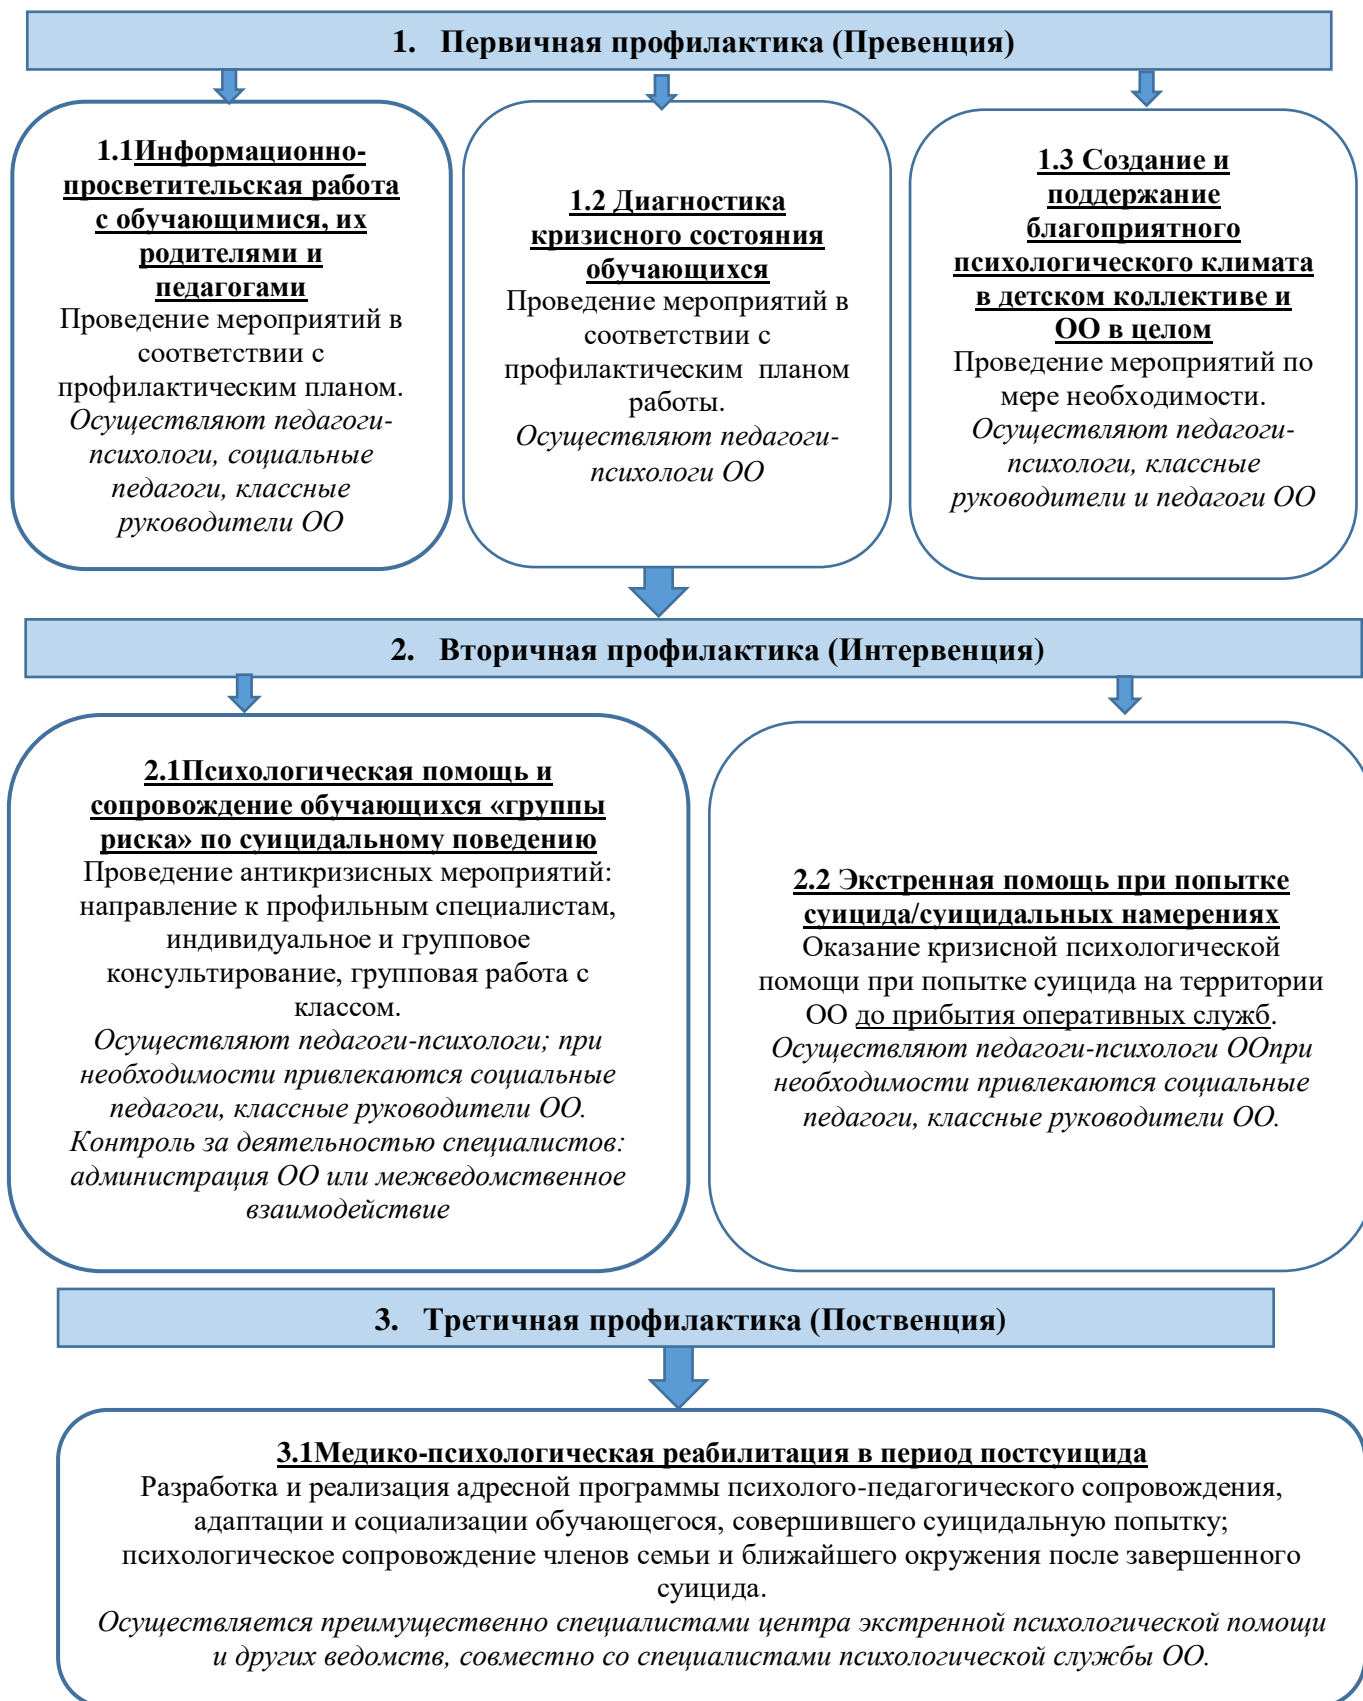 1. Первичная профилактика (Превенция)
1.1Информационно-
просветительская работа
с обучающимися, их
родителями и
педагогами
Проведение мероприятий в
соответствии с
профилактическим планом.
Осуществляют педагоги-
психологи, социальные
педагоги, классные
руководители ОО
1.2 Диагностика
кризисного состояния
обучающихся
Проведение мероприятий в
соответствии с
профилактическим планом
работы.
Осуществляют педагоги-
психологи ОО
1.3 Создание и
поддержание
благоприятного
психологического климата
в детском коллективе и
ОО в целом
Проведение мероприятий по
мере необходимости.
Осуществляют педагоги-
психологи, классные
руководители и педагоги ОО
2. Вторичная профилактика (Интервенция)
2.1Психологическая помощь и
сопровождение обучающихся «группы
риска» по суицидальному поведению
Проведение антикризисных мероприятий:
направление к профильным специалистам,
индивидуальное и групповое
консультирование, групповая работа с
классом.
Осуществляют педагоги-психологи; при
необходимости привлекаются социальные
педагоги, классные руководители ОО.
Контроль за деятельностью специалистов:
администрация ОО или межведомственное
взаимодействие
2.2 Экстренная помощь при попытке
суицида/суицидальных намерениях
Оказание кризисной психологической
помощи при попытке суицида на территории
ОО до прибытия оперативных служб.
Осуществляют педагоги-психологи ООпри
необходимости привлекаются социальные
педагоги, классные руководители ОО.
3. Третичная профилактика (Поственция)
3.1Медико-психологическая реабилитация в период постсуицида
Разработка и реализация адресной программы психолого-педагогического сопровождения,
адаптации и социализации обучающегося, совершившего суицидальную попытку;
психологическое сопровождение членов семьи и ближайшего окружения после завершенного
суицида.
Осуществляется преимущественно специалистами центра экстренной психологической помощи
и других ведомств, совместно со специалистами психологической службы ОО.